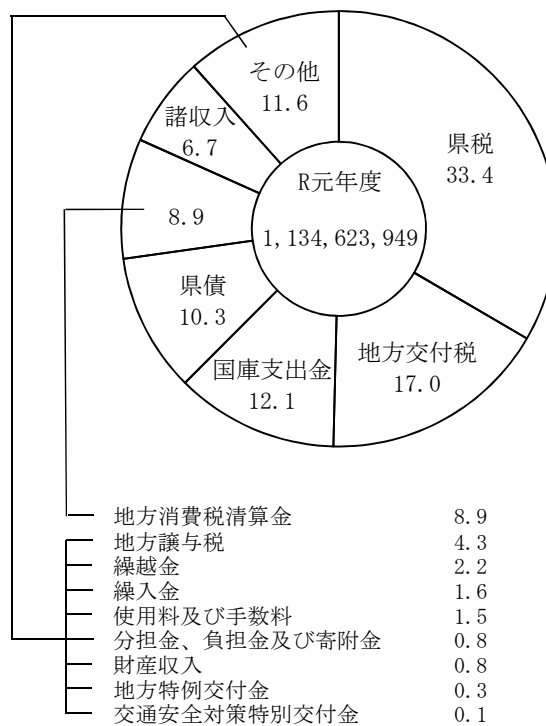 その他
11.6
諸収入
6.7
県税
33.4
R元年度
1,134,623,949
8.9
県債
10.3
国庫支出金
12.1
地方交付税
17.0
地方消費税清算金 8.9
地方譲与税 4.3
繰越金 2.2
繰入金 1.6
使用料及び手数料 1.5
分担金、負担金及び寄附金 0.8
財産収入 0.8
地方特例交付金 0.3
交通安全対策特別交付金 0.1